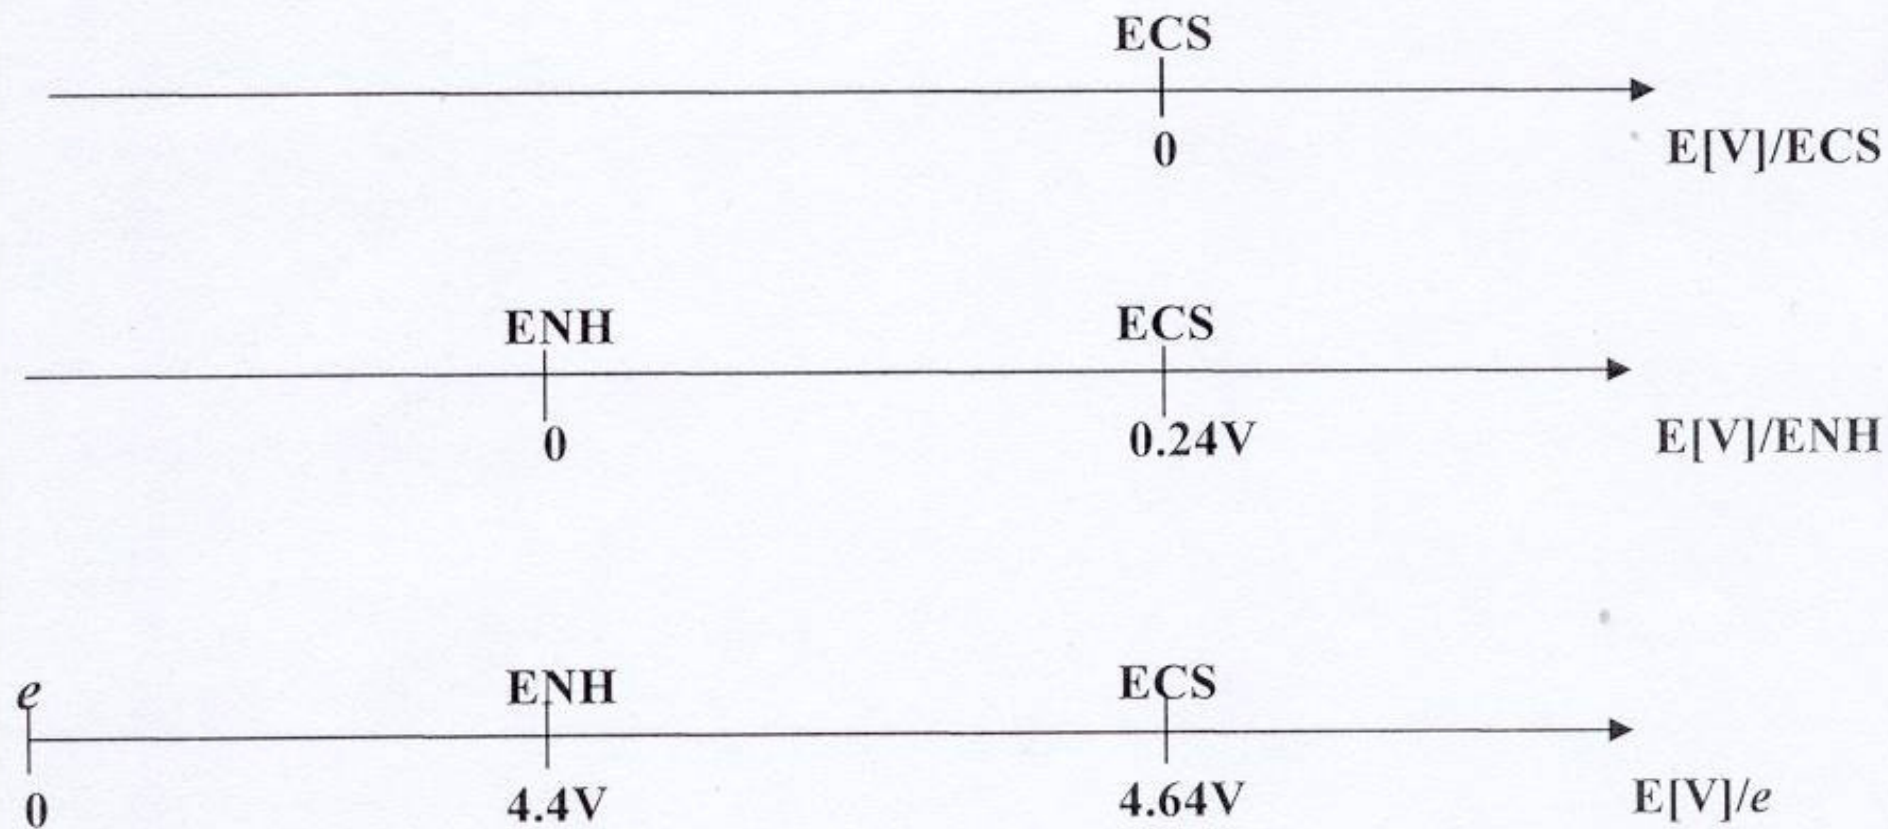 ECS
0
E[V]/ECS
ENH ECS
0 0.24V
E[V]/ENH
e ENH ECS
0 4.4V 4.64V E[V]/e